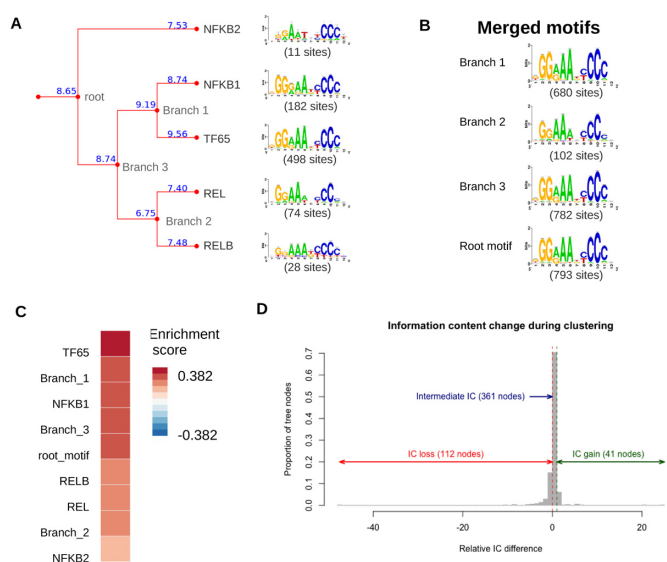 A
7.53
NFKB2
(11 sites)
8.65
root
8.74
NFKB1
(182 sites)
9.19
Branch 1
9.56
TF65
(498 sites)
8.74
Branch 3
7.40
REL
(74 sites)
6.75
Branch 2
7.48
RELB
(28 sites)
B
Merged motifs
Branch 1
(680 sites)
Branch 2
(102 sites)
Branch 3
(782 sites)
Root motif
(793 sites)
C
Enrichment
score
0.382
-0.382
TF65
Branch_1
NFKB1
Branch_3
root_motif
RELB
REL
Branch_2
NFKB2
D
Information content change during clustering
Proportion of tree nodes
0.7
0.6
0.5
0.4
0.3
0.2
0.1
0.0
Intermediate IC (361 nodes)
IC loss (112 nodes)
IC gain (41 nodes)
-40
-20
0
20
Relative IC difference